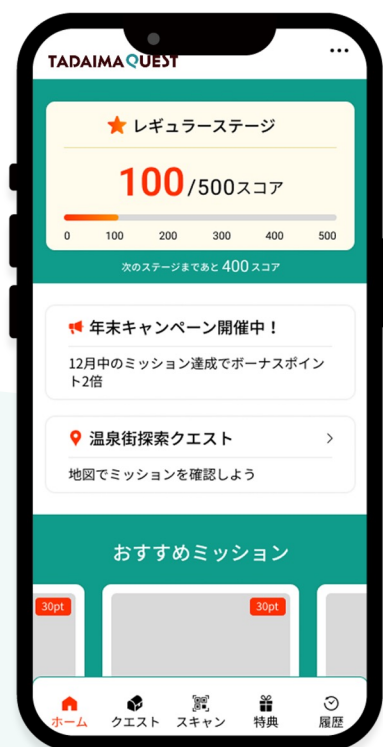 TADAIMA QUEST
レギュラーステージ
100/500スコア
0 100 200 300 400 500
次のステージまであと 400 スコア
年末キャンペーン開催中！
12月中のミッション達成でボーナスポイン
ト2倍
温泉街探索クエスト
地図でミッションを確認しよう
おすすめミッション
30pt 30pt
ホーム クエスト スキャン 特典 履歴